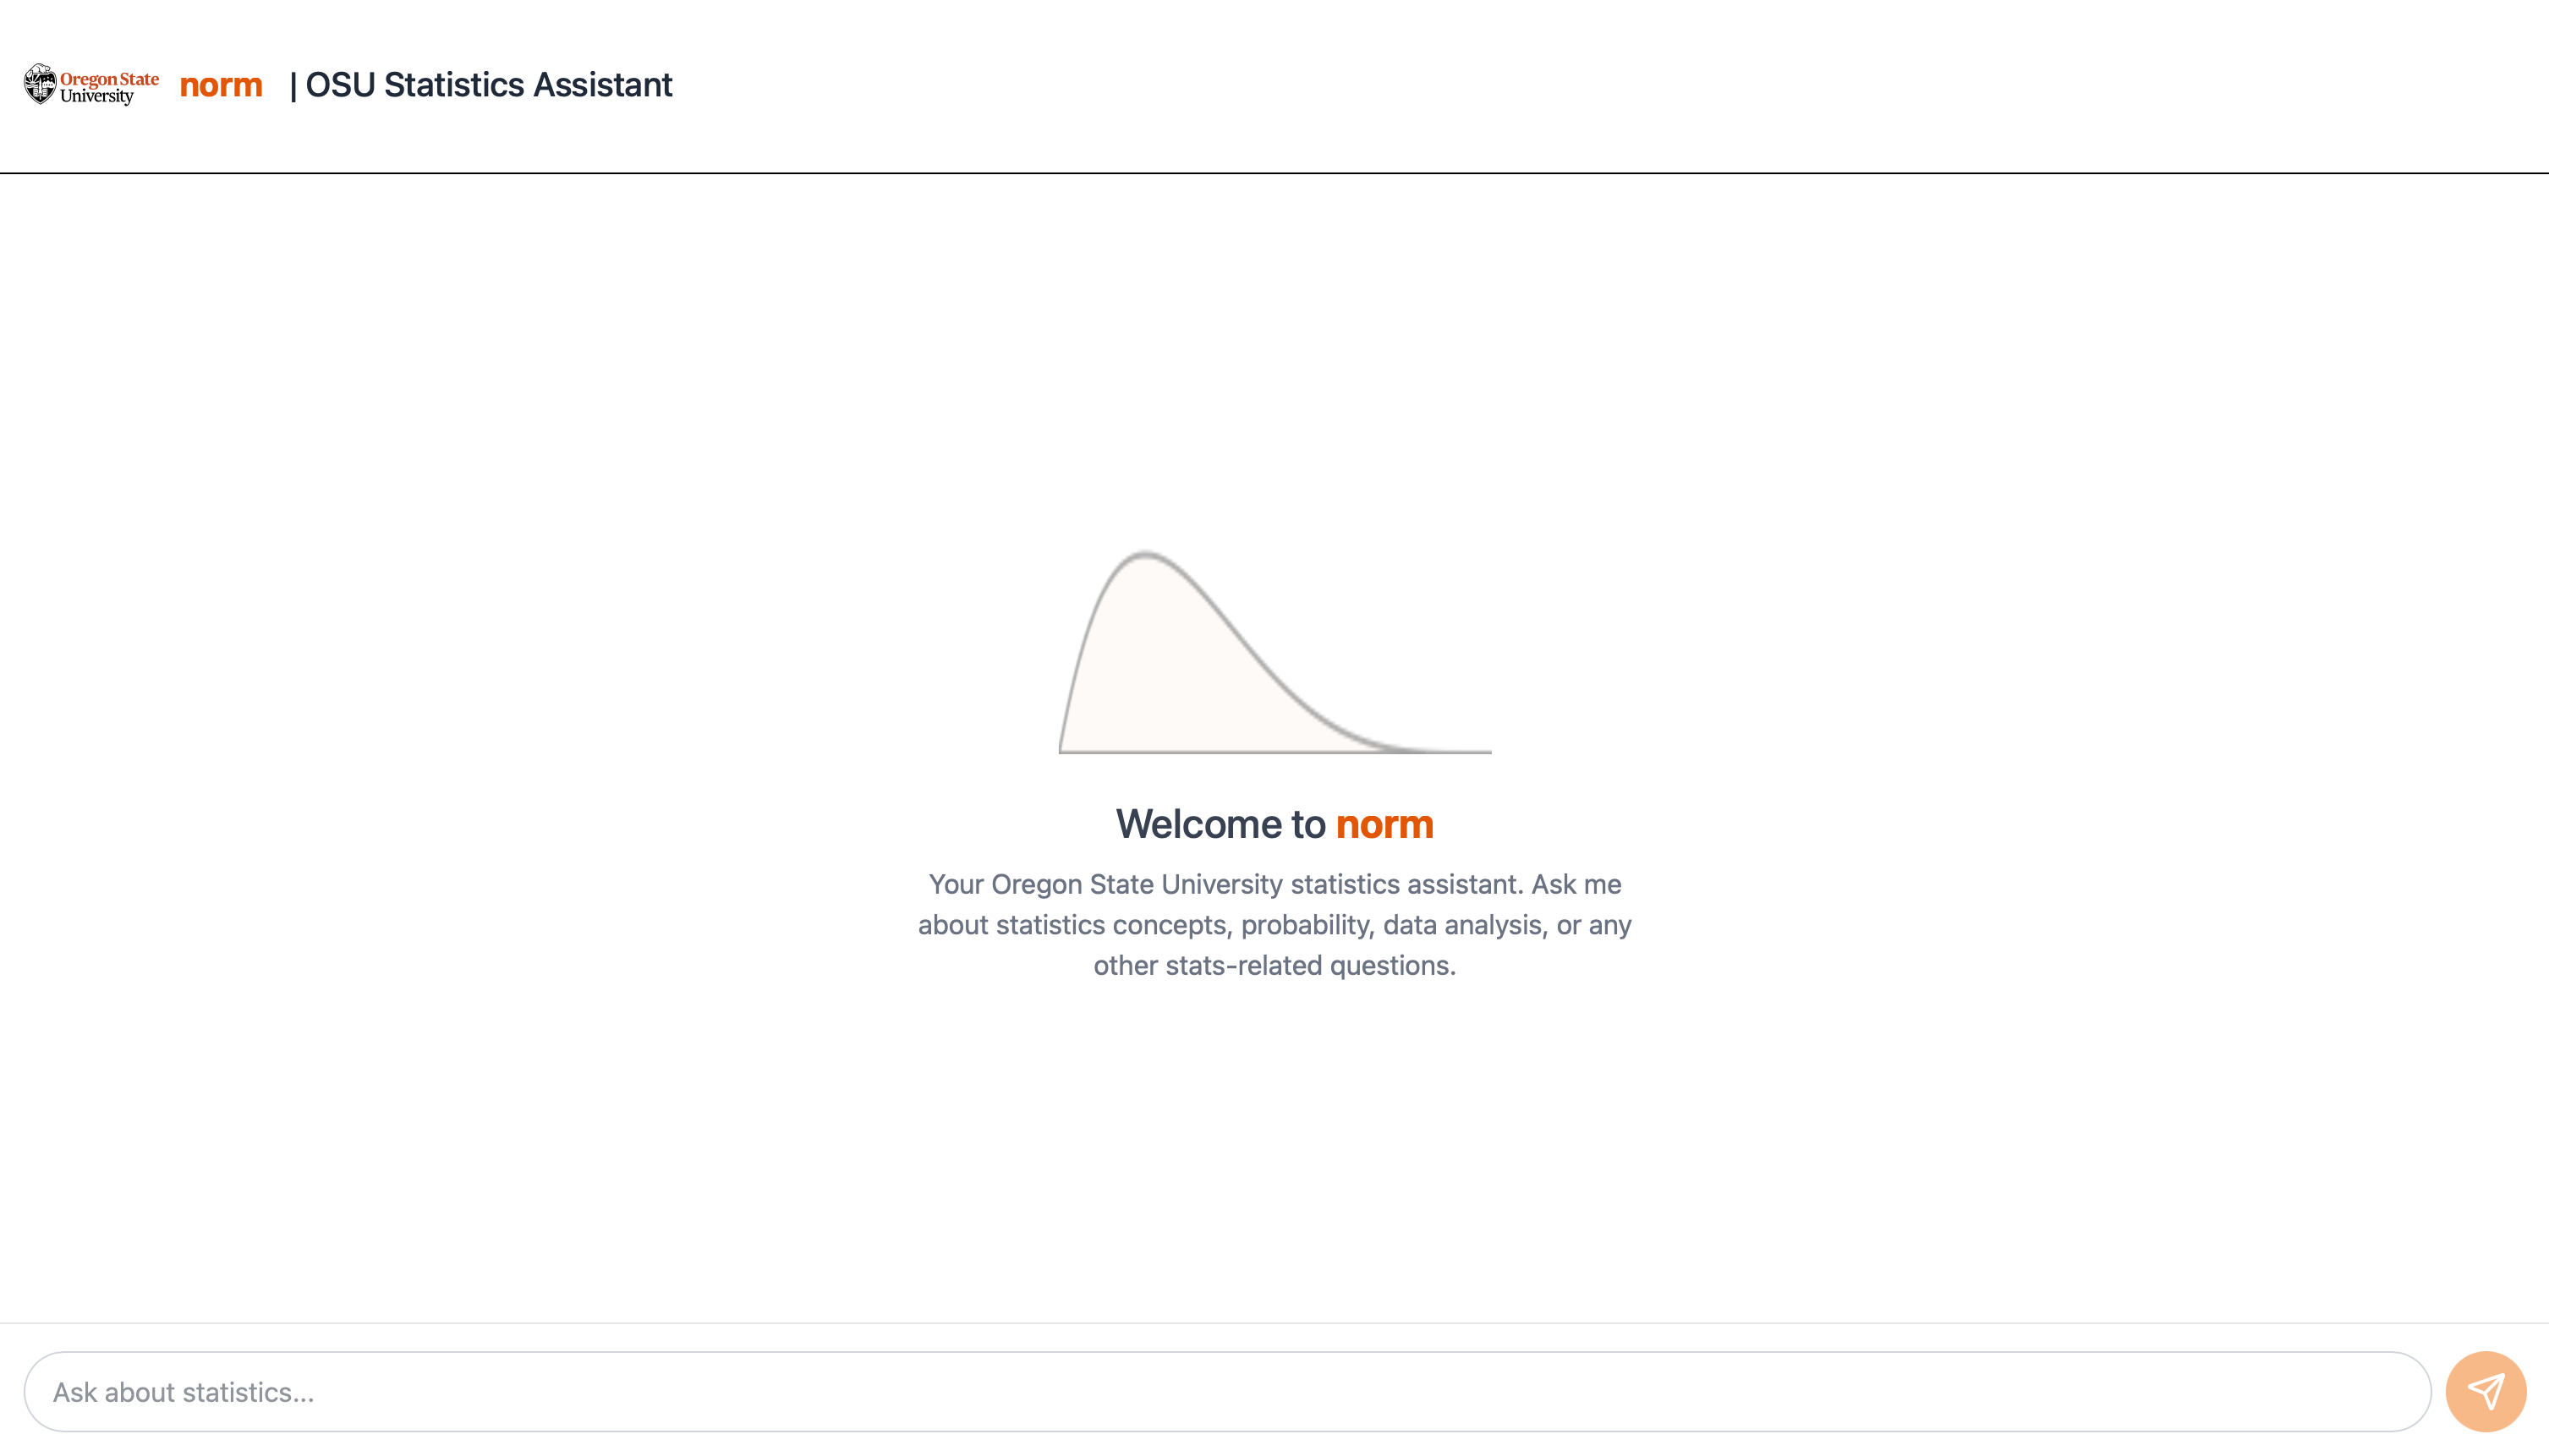 Oregon State
University
norm | OSU Statistics Assistant
Welcome to norm
Your Oregon State University statistics assistant. Ask me
about statistics concepts, probability, data analysis, or any
other stats-related questions.
Ask about statistics...